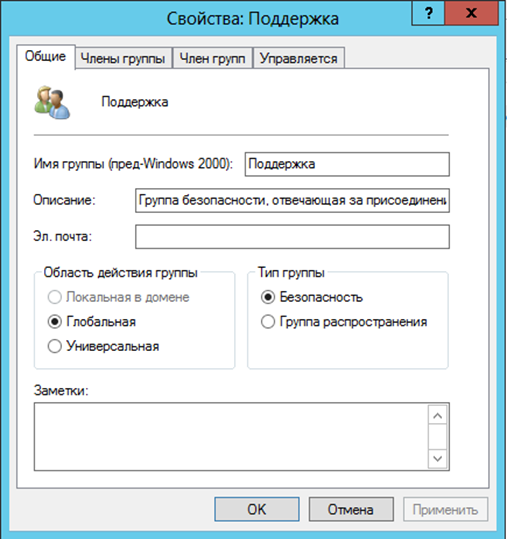 Свойства: Поддержка
? x
Общие Члены группы Член групп Управляется
Поддержка
Имя группы (пред-Windows 2000): Поддержка
Описание: Группа безопасности, отвечающая за присоединени
Эл. почта:
Область действия группы Тип группы
Локальная в домене Безопасность
Глобальная Группа распространения
Универсальная
Заметки:
OK Отмена Применить